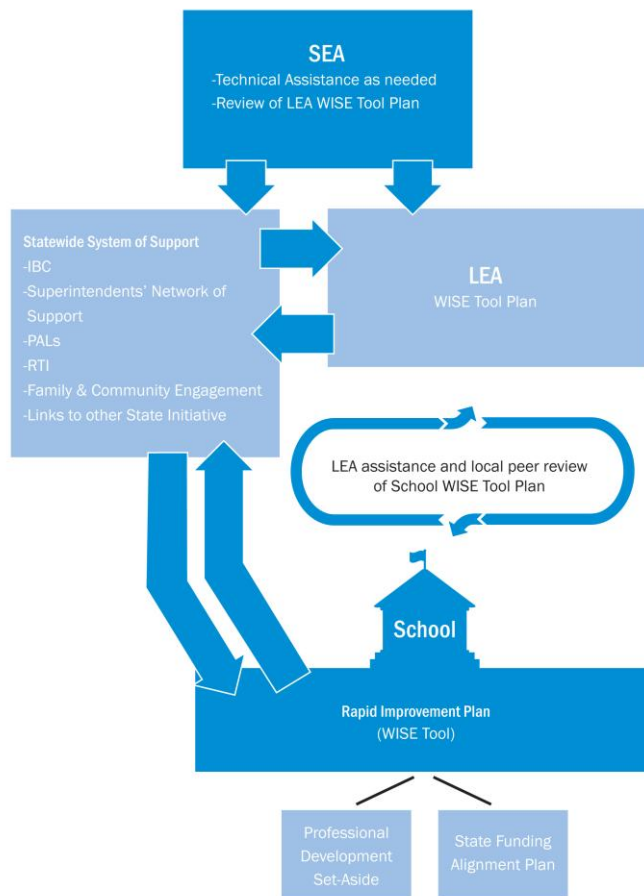 SEA
-Technical Assistance as needed
-Review of LEA WISE Tool Plan
Statewide System of Support
-IBC
-Superintendents' Network of
Support
-PALs
-RTI
-Family & Community Engagement
-Links to other State Initiative
LEA
WISE Tool Plan
LEA assistance and local peer review
of School WISE Tool Plan
School
Rapid Improvement Plan
(WISE Tool)
Professional
Development
Set-Aside
State Funding
Alignment Plan